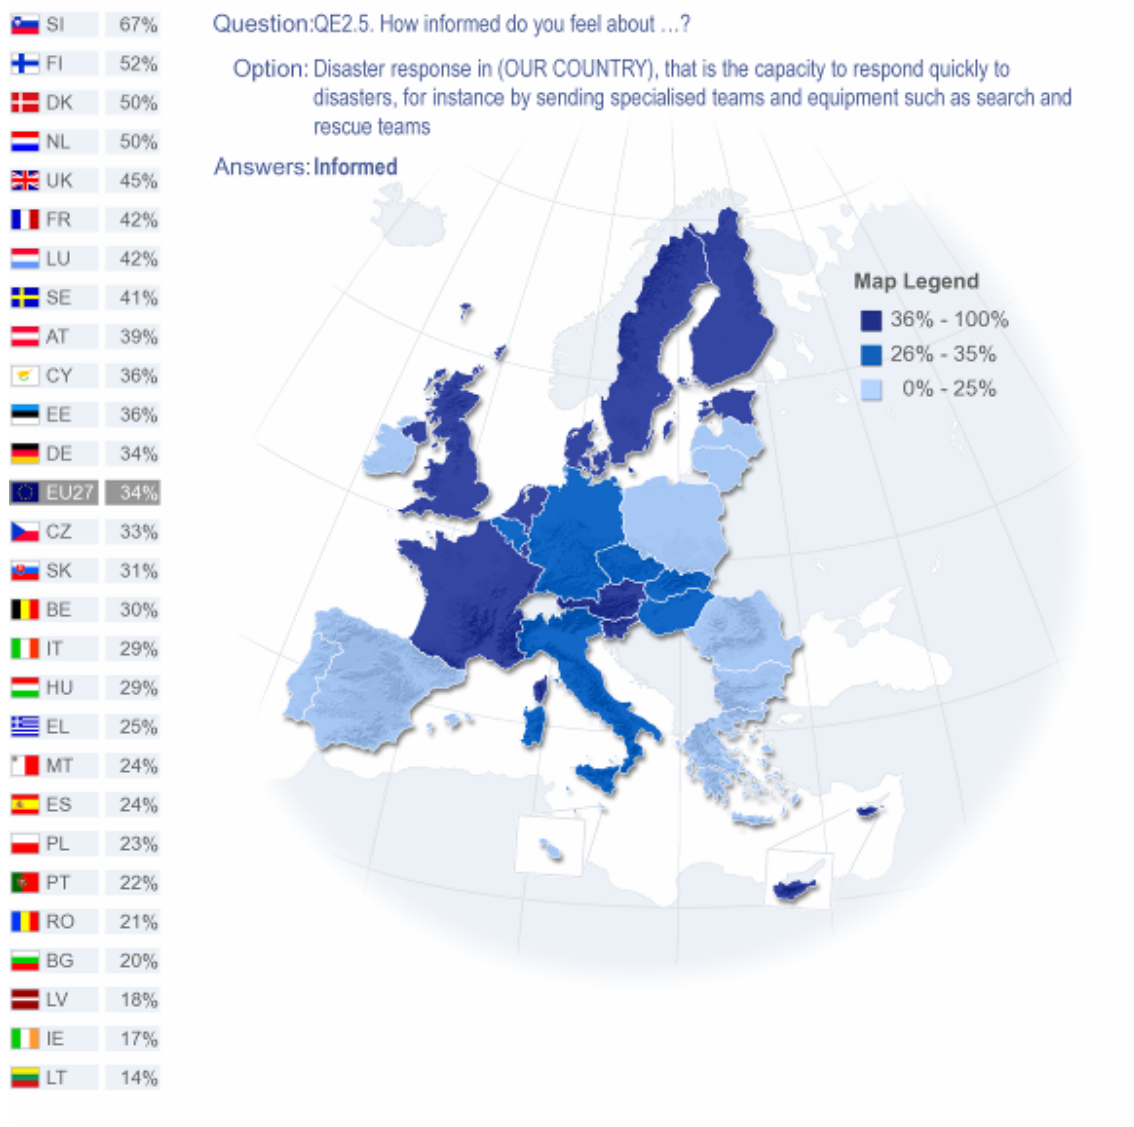 SI 67%
FI 52%
DK 50%
NL 50%
UK 45%
FR 42%
LU 42%
SE 41%
AT 39%
CY 36%
EE 36%
DE 34%
EU27 34%
CZ 33%
SK 31%
BE 30%
IT 29%
HU 29%
EL 25%
MT 24%
ES 24%
PL 23%
PT 22%
RO 21%
BG 20%
LV 18%
IE 17%
LT 14%
Question:QE2.5. How informed do you feel about ...?
Option: Disaster response in (OUR COUNTRY), that is the capacity to respond quickly to
disasters, for instance by sending specialised teams and equipment such as search and
rescue teams
Answers: Informed
Map Legend
36% - 100%
26% - 35%
0% - 25%